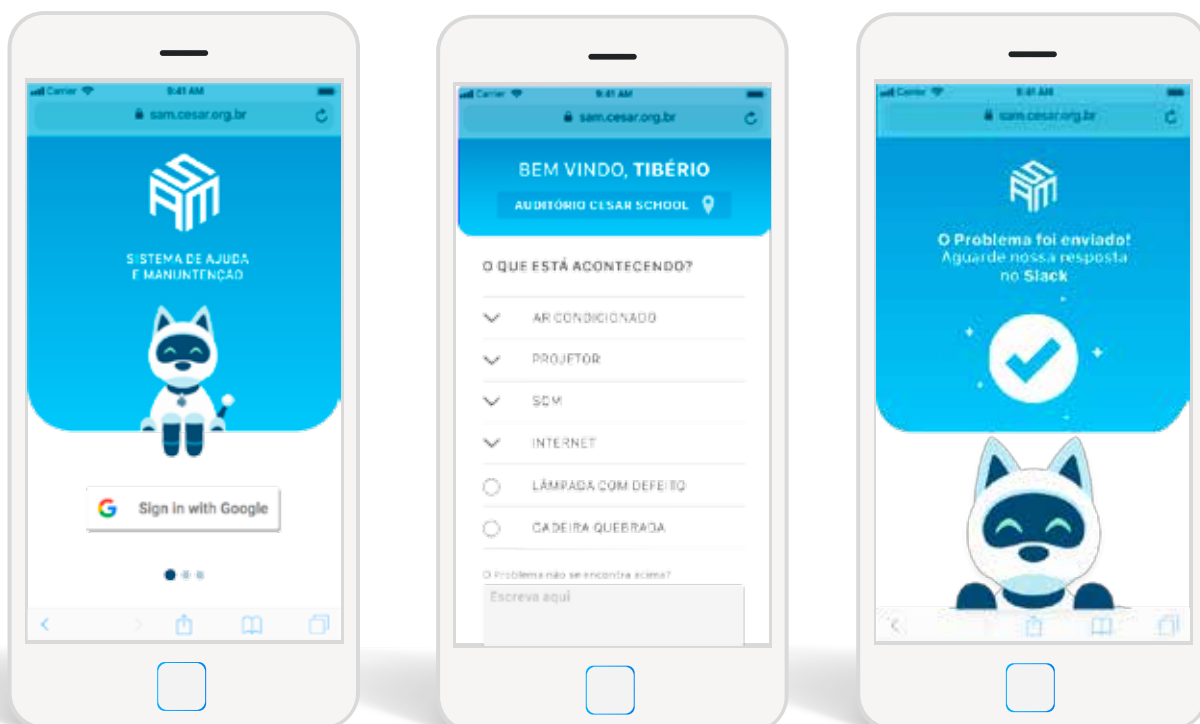 Carrier
9:41 AM
sam.cesar.org.br
SAM
SISTEMA DE AJUDA
E MANUNTENÇÃO
Sign in with Google
Carrier
9:41 AM
sam.cesar.org.br
BEM VINDO, TIBÉRIO
AUDITÓRIO CESAR SCHOOL
O QUE ESTÁ ACONTECENDO?
AR CONDICIONADO
PROJETOR
SOM
INTERNET
LÂMPADA COM DEFEITO
CADEIRA QUEBRADA
O Problema não se encontra acima?
Escreva aqui
Carrier
9:41 AM
sam.cesar.org.br
SAM
O Problema foi enviado!
Aguarde nossa resposta
no Slack